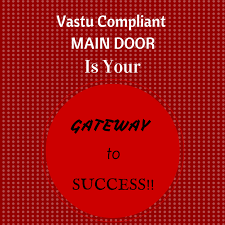 Vastu Compliant
MAIN DOOR
Is Your
GATEWAY
to
SUCCESS!!